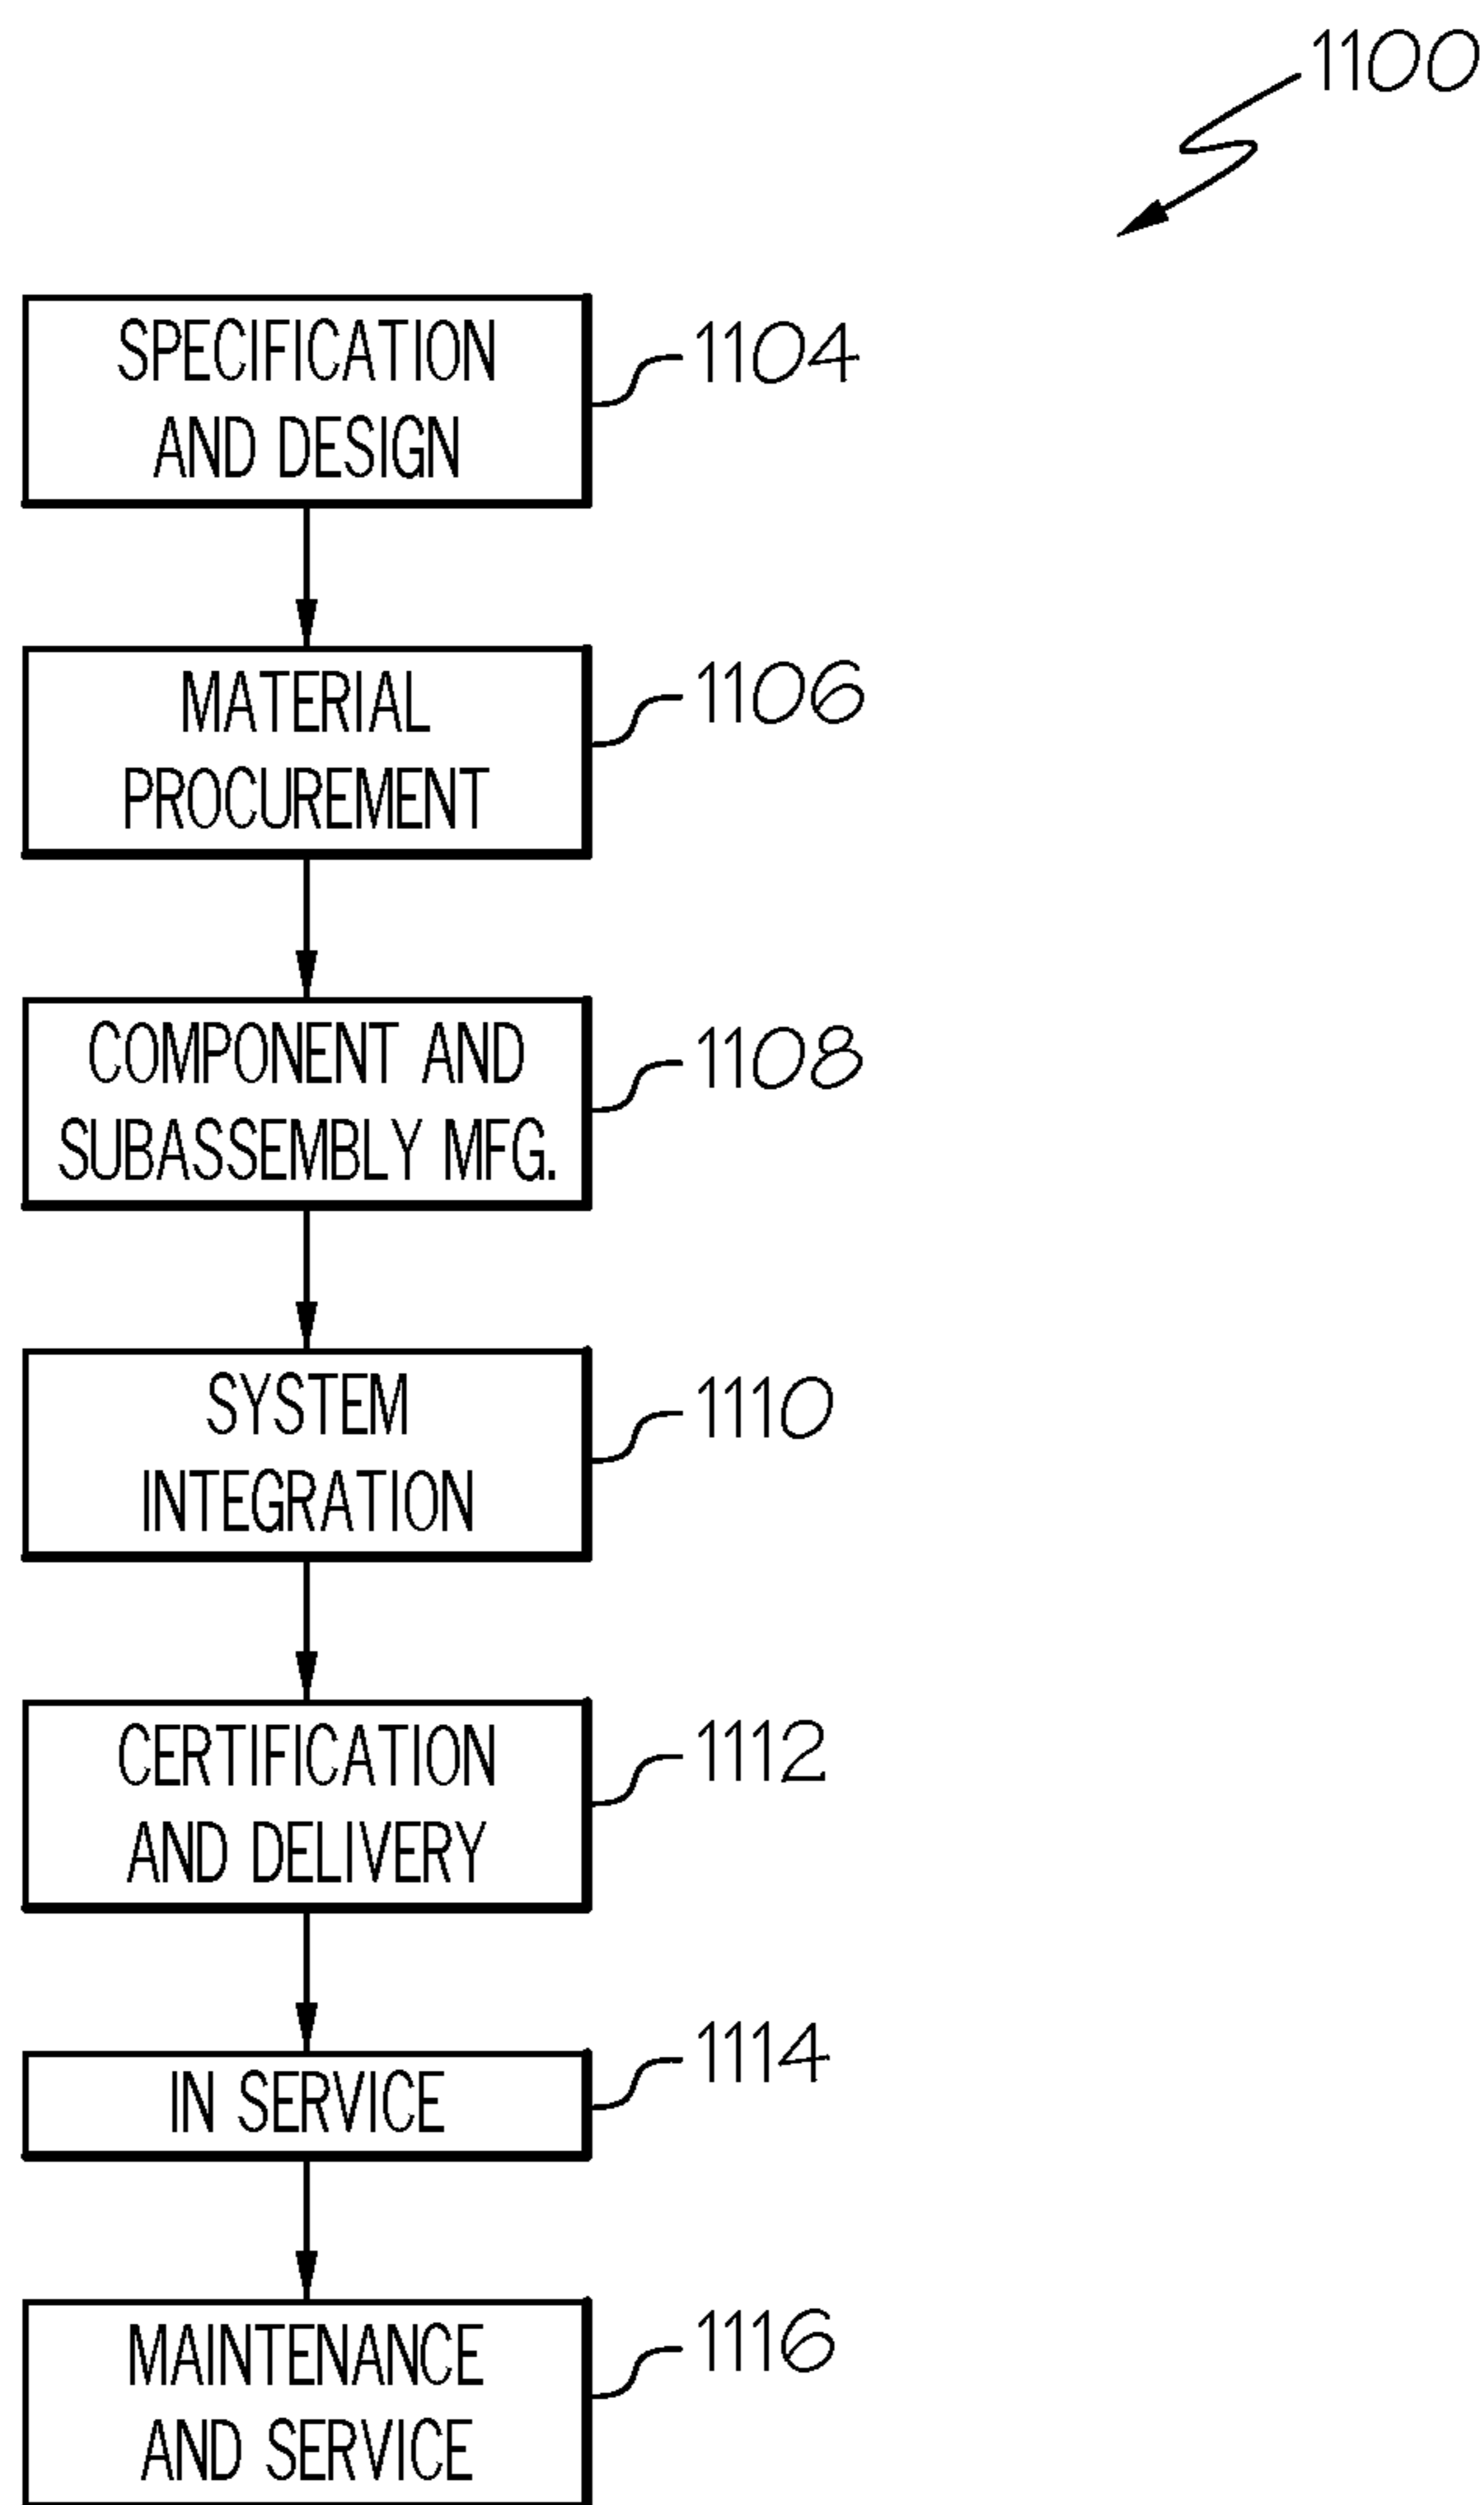 1100
SPECIFICATION
AND DESIGN
1104
MATERIAL
PROCUREMENT
1106
COMPONENT AND
SUBASSEMBLY MFG.
1108
SYSTEM
INTEGRATION
1110
CERTIFICATION
AND DELIVERY
1112
IN SERVICE
1114
MAINTENANCE
AND SERVICE
1116